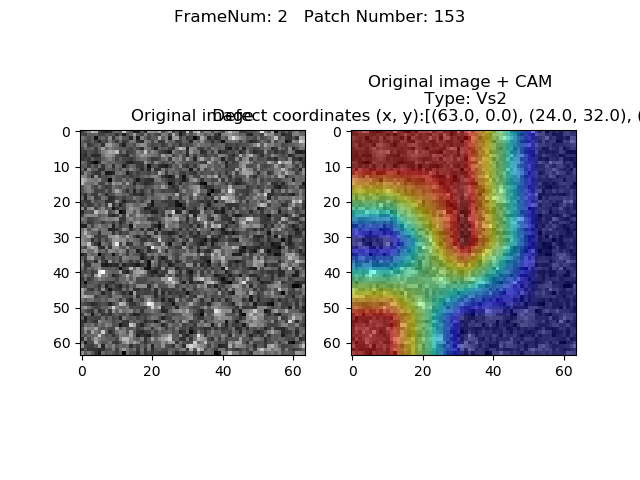 FrameNum: 2   Patch Number: 153
Original image
Original image + CAM
Type: Vs2
Defect coordinates (x, y):[(63.0, 0.0), (24.0, 32.0), (
0
10
20
30
40
50
60
0 20 40 60
0
10
20
30
40
50
60
0 20 40 60